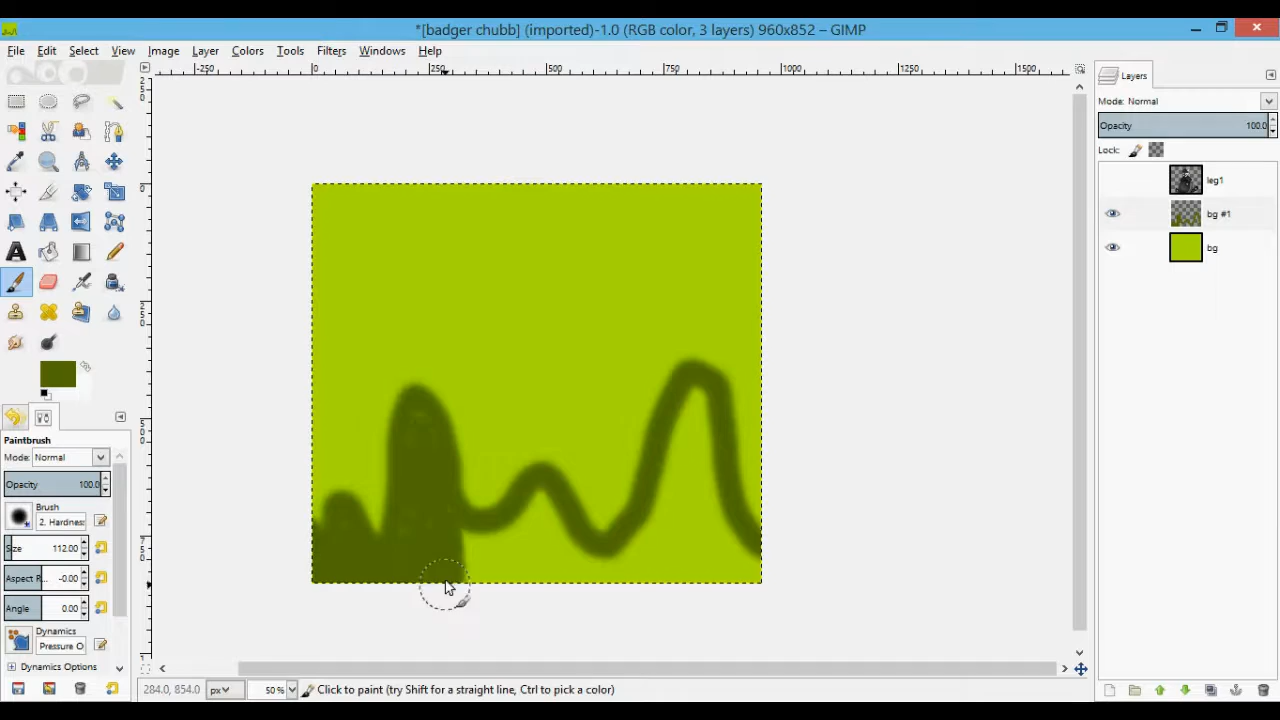 *[badger chubb] (imported)-1.0 (RGB color, 3 layers) 960x852 – GIMP
File Edit Select View Image Layer Colors Tools Filters Windows Help
-250 0 250 500 750 1000 1250 1500
Layers
Mode: Normal
Opacity 100.0
Lock:
leg1
bg #1
bg
Paintbrush
Mode: Normal
Opacity 100.0
Brush
2. Hardness
Size 112.00
Aspect R... -0.00
Angle 0.00
Dynamics
Pressure O
Dynamics Options
284.0, 854.0 px 50 % Click to paint (try Shift for a straight line, Ctrl to pick a color)